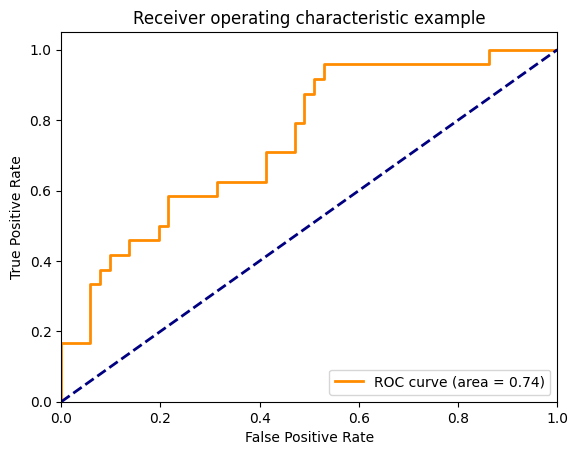 Receiver operating characteristic example
1.0
0.8
0.6
0.4
0.2
0.0
True Positive Rate
0.0 0.2 0.4 0.6 0.8 1.0
False Positive Rate
ROC curve (area = 0.74)